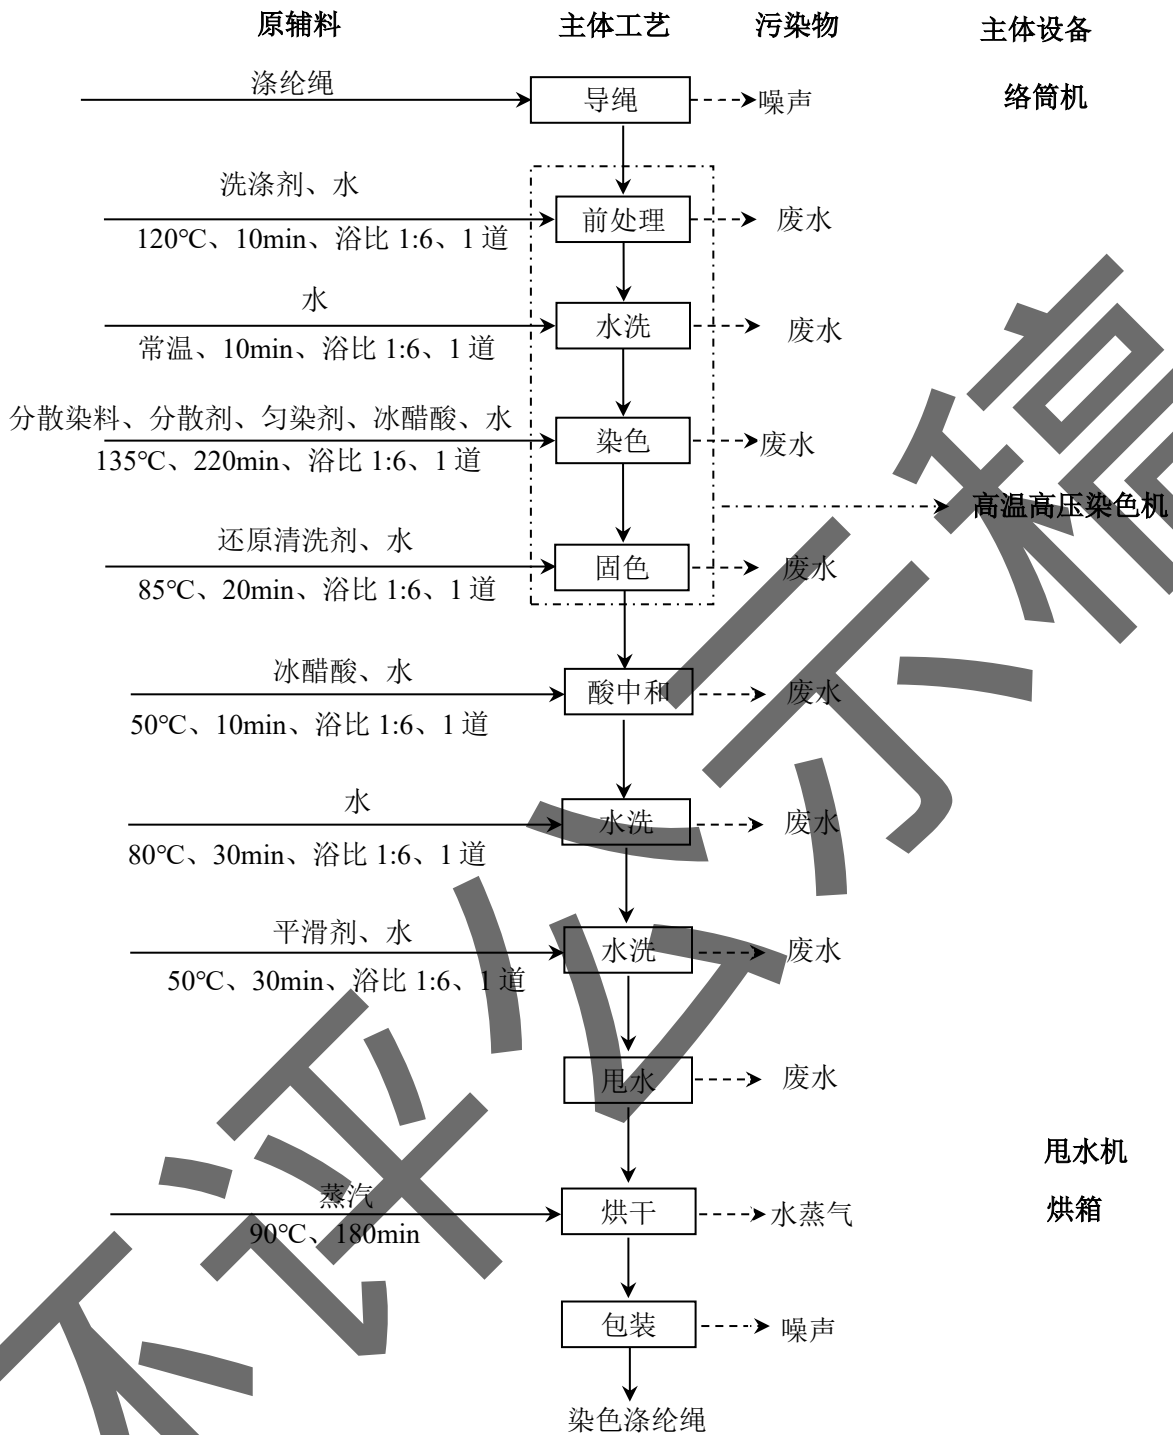 原辅料 主体工艺 污染物 主体设备
涤纶绳
导绳 噪声 络筒机
洗涤剂、水
前处理 废水
120℃、10min、浴比 1:6、1 道
水
水洗 废水
常温、10min、浴比 1:6、1 道
分散染料、分散剂、匀染剂、冰醋酸、水
染色 废水
135℃、220min、浴比 1:6、1 道
高温高压染色机
还原清洗剂、水
固色 废水
85℃、20min、浴比 1:6、1 道
冰醋酸、水
酸中和 废水
50℃、10min、浴比 1:6、1 道
水
水洗 废水
80℃、30min、浴比 1:6、1 道
平滑剂、水
水洗 废水
50℃、30min、浴比 1:6、1 道
甩水 废水
甩水机
蒸汽
烘干 水蒸气 烘箱
90℃、180min
包装 噪声
染色涤纶绳
环评公示稿